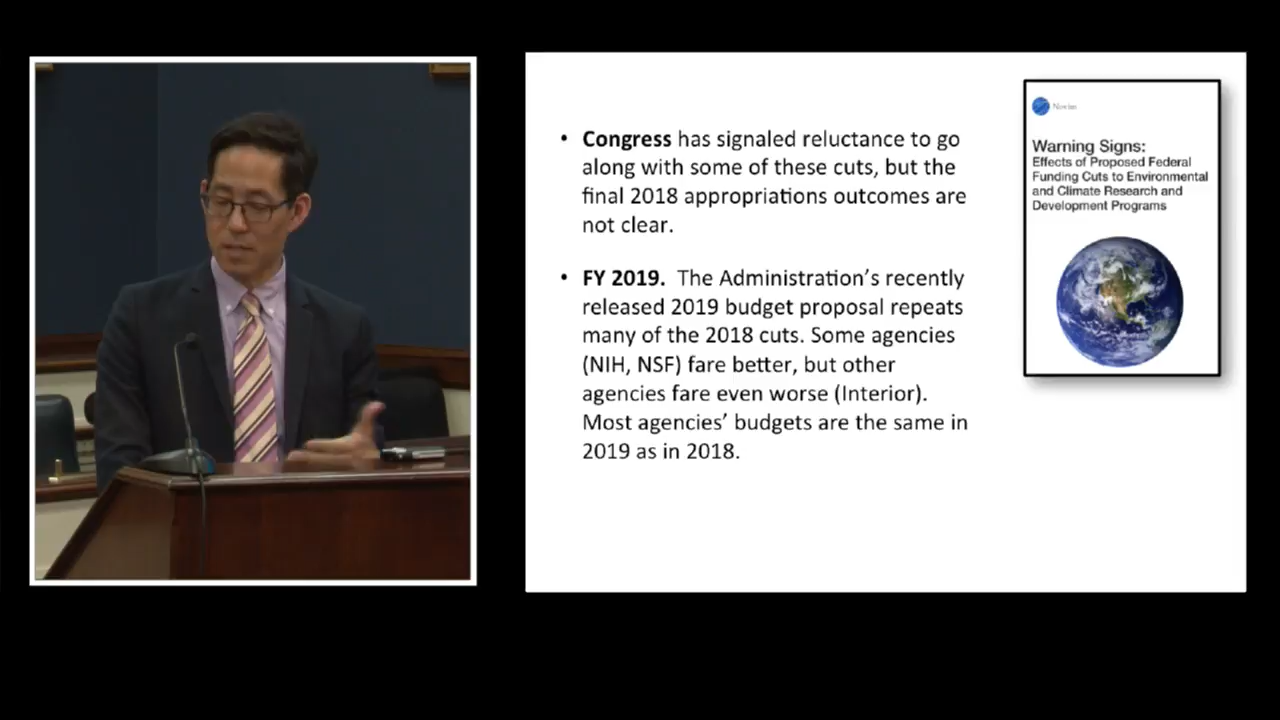 • Congress has signaled reluctance to go
along with some of these cuts, but the
final 2018 appropriations outcomes are
not clear.
• FY 2019. The Administration's recently
released 2019 budget proposal repeats
many of the 2018 cuts. Some agencies
(NIH, NSF) fare better, but other
agencies fare even worse (Interior).
Most agencies' budgets are the same in
2019 as in 2018.
Warning Signs:
Effects of Proposed Federal
Funding Cuts to Environmental
and Climate Research and
Development Programs